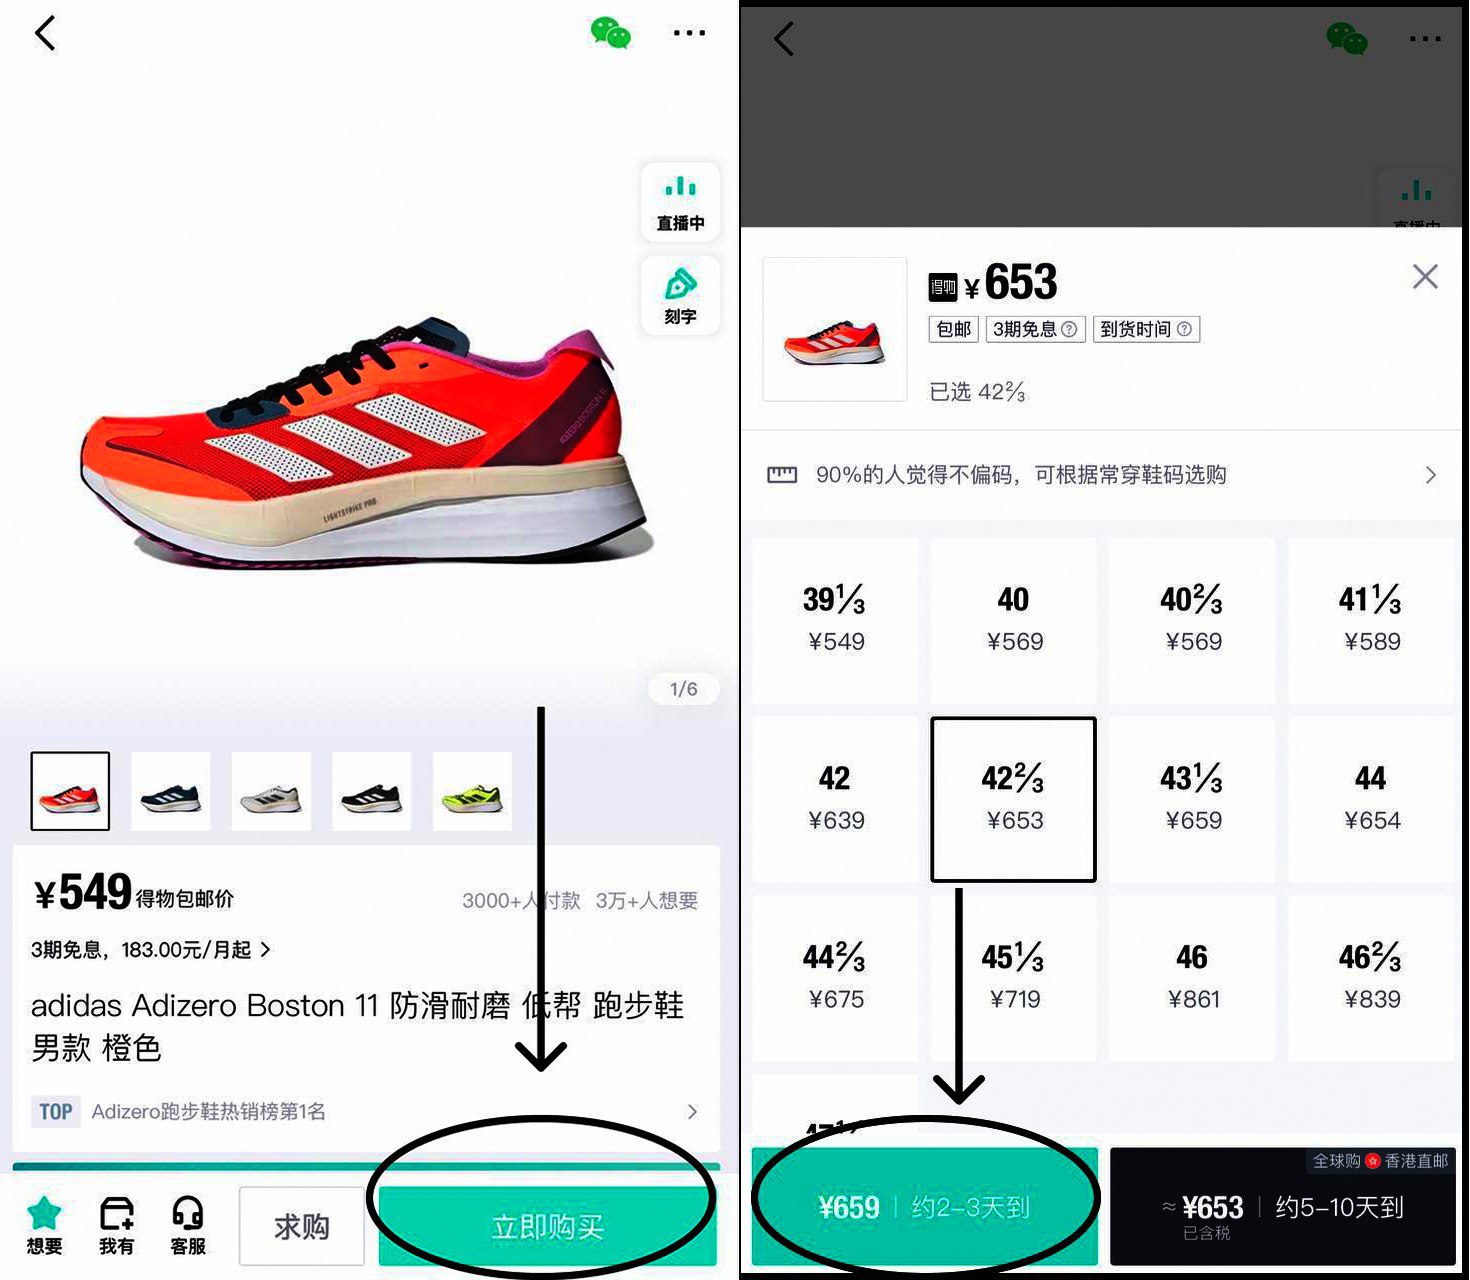 直播中
刻字
ADIZERO BOSTON 11
LIGHTSTRIKE PRO
1/6
¥549 得物包邮价
3000+人付款 3万+人想要
3期免息，183.00元/月起
adidas Adizero Boston 11 防滑耐磨 低帮 跑步鞋
男款 橙色
TOP Adizero跑步鞋热销榜第1名
想要
我有
客服
求购
立即购买
直播中
得物 ¥653
包邮 3期免息 到货时间
已选 42⅔
90%的人觉得不偏码，可根据常穿鞋码选购
39⅓ 40 40⅔ 41⅓
¥549 ¥569 ¥569 ¥589
42 42⅔ 43⅓ 44
¥639 ¥653 ¥659 ¥654
44⅔ 45⅓ 46 46⅔
¥675 ¥719 ¥861 ¥839
¥659 约2-3天到
全球购 香港直邮
≈ ¥653 约5-10天到
已含税